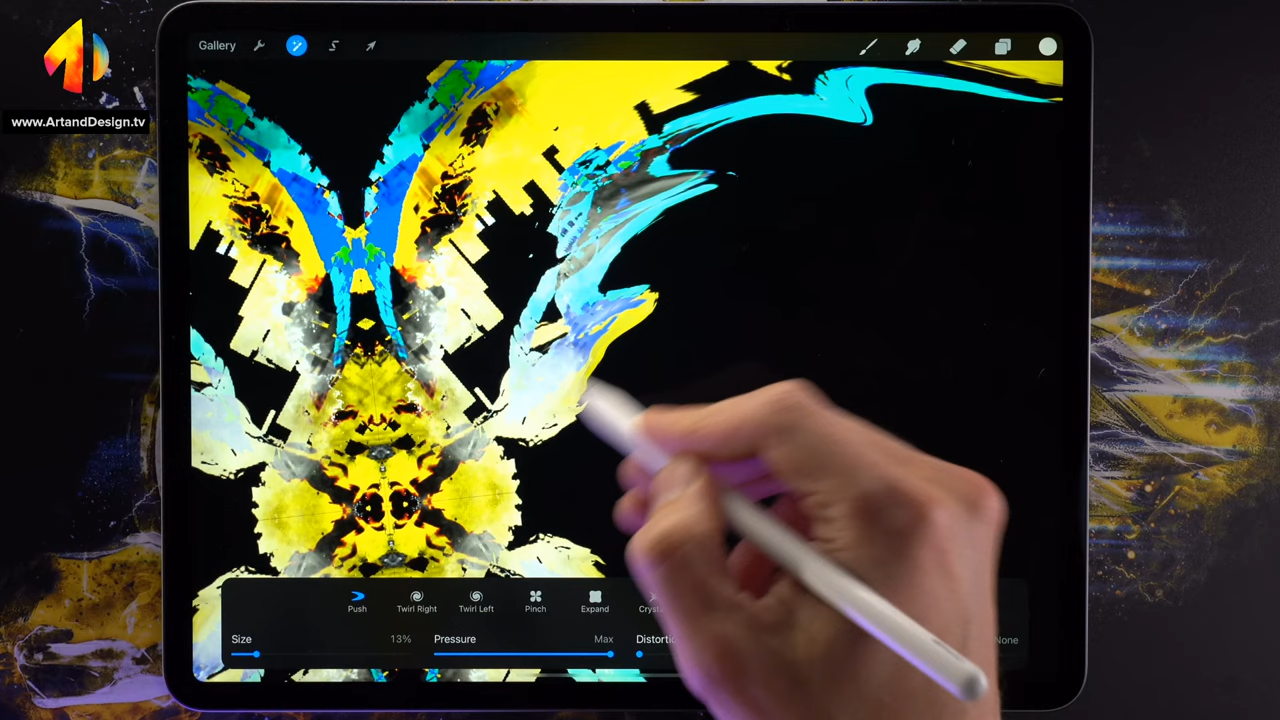 www.ArtandDesign.tv
Gallery
Push
Twirl Right
Twirl Left
Pinch
Expand
Size
13%
Pressure
Max
None